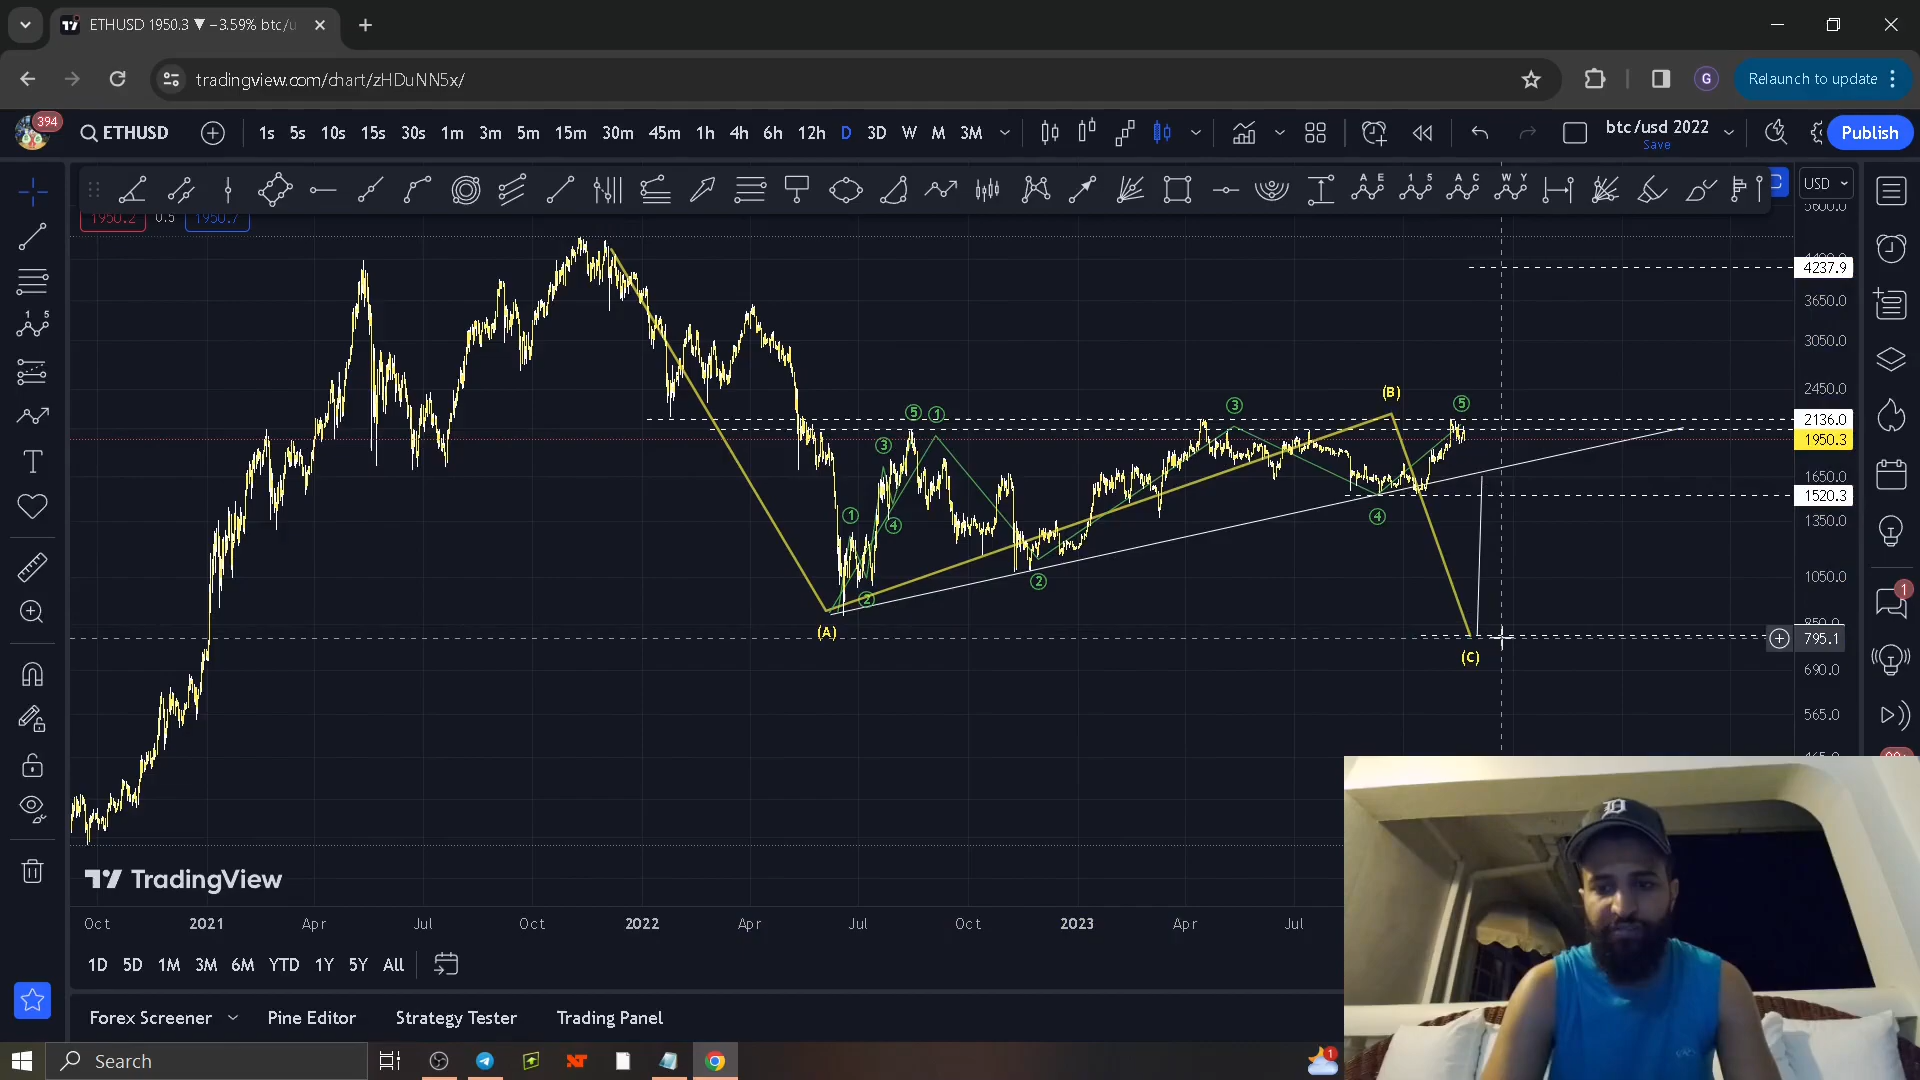 ETHUSD 1950.3 ▼ −3.59% btc/u
tradingview.com/chart/zHDuNN5x/
G
Relaunch to update
394
ETHUSD
1s 5s 10s 15s 30s 1m 3m 5m 15m 30m 45m 1h 4h 6h 12h D 3D W M 3M
btc/usd 2022
Save
Publish
1950.2 0.5 1950.7
USD
5600.0
4237.9
3650.0
3050.0
2450.0
2136.0
1950.3
1650.0
1520.3
1350.0
1050.0
850.0
795.1
690.0
565.0
(A)
(B)
(C)
1
2
3
4
5
1
2
3
4
5
1
TradingView
Oct 2021 Apr Jul Oct 2022 Apr Jul Oct 2023 Apr Jul
1D 5D 1M 3M 6M YTD 1Y 5Y All
Forex Screener Pine Editor Strategy Tester Trading Panel
Search
1